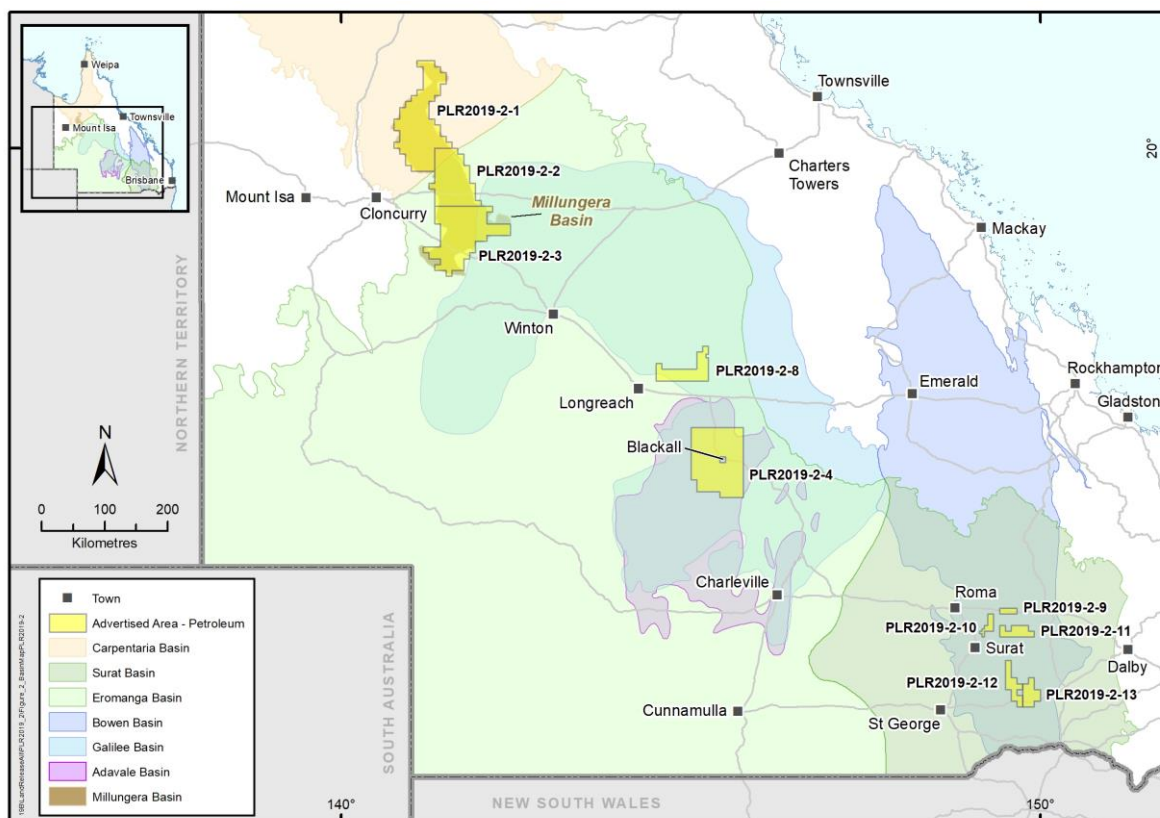 Weipa
Townsville
Mount Isa
Brisbane
140°
150°
20°
Townsville
PLR2019-2-1
Charters
Towers
PLR2019-2-2
Mount Isa
Cloncurry
Millungera
Basin
Mackay
PLR2019-2-3
Winton
PLR2019-2-8
Rockhampton
Emerald
Longreach
Gladston
Blackall
PLR2019-2-4
NORTHERN TERRITORY
N
0 100 200
Kilometres
Charleville
Roma
PLR2019-2-9
PLR2019-2-10
PLR2019-2-11
Surat
Dalby
PLR2019-2-12
PLR2019-2-13
Cunnamulla
St George
SOUTH AUSTRALIA
NEW SOUTH WALES
Town
Advertised Area - Petroleum
Carpentaria Basin
Surat Basin
Eromanga Basin
Bowen Basin
Galilee Basin
Adavale Basin
Millungera Basin